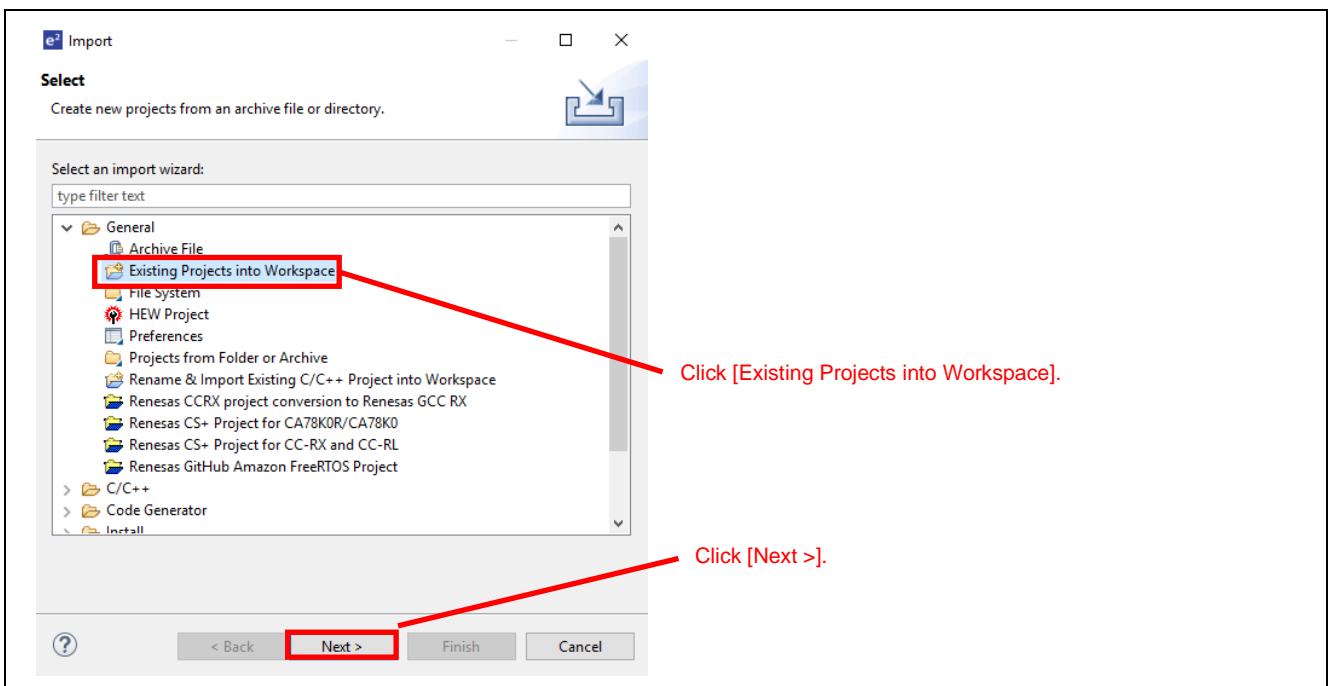 e² Import
Select
Create new projects from an archive file or directory.
Select an import wizard:
type filter text
General
Archive File
Existing Projects into Workspace
File System
HEW Project
Preferences
Projects from Folder or Archive
Rename & Import Existing C/C++ Project into Workspace
Renesas CCRX project conversion to Renesas GCC RX
Renesas CS+ Project for CA78K0R/CA78K0
Renesas CS+ Project for CC-RX and CC-RL
Renesas GitHub Amazon FreeRTOS Project
C/C++
Code Generator
Install
Click [Existing Projects into Workspace].
Click [Next >].
? < Back Next > Finish Cancel